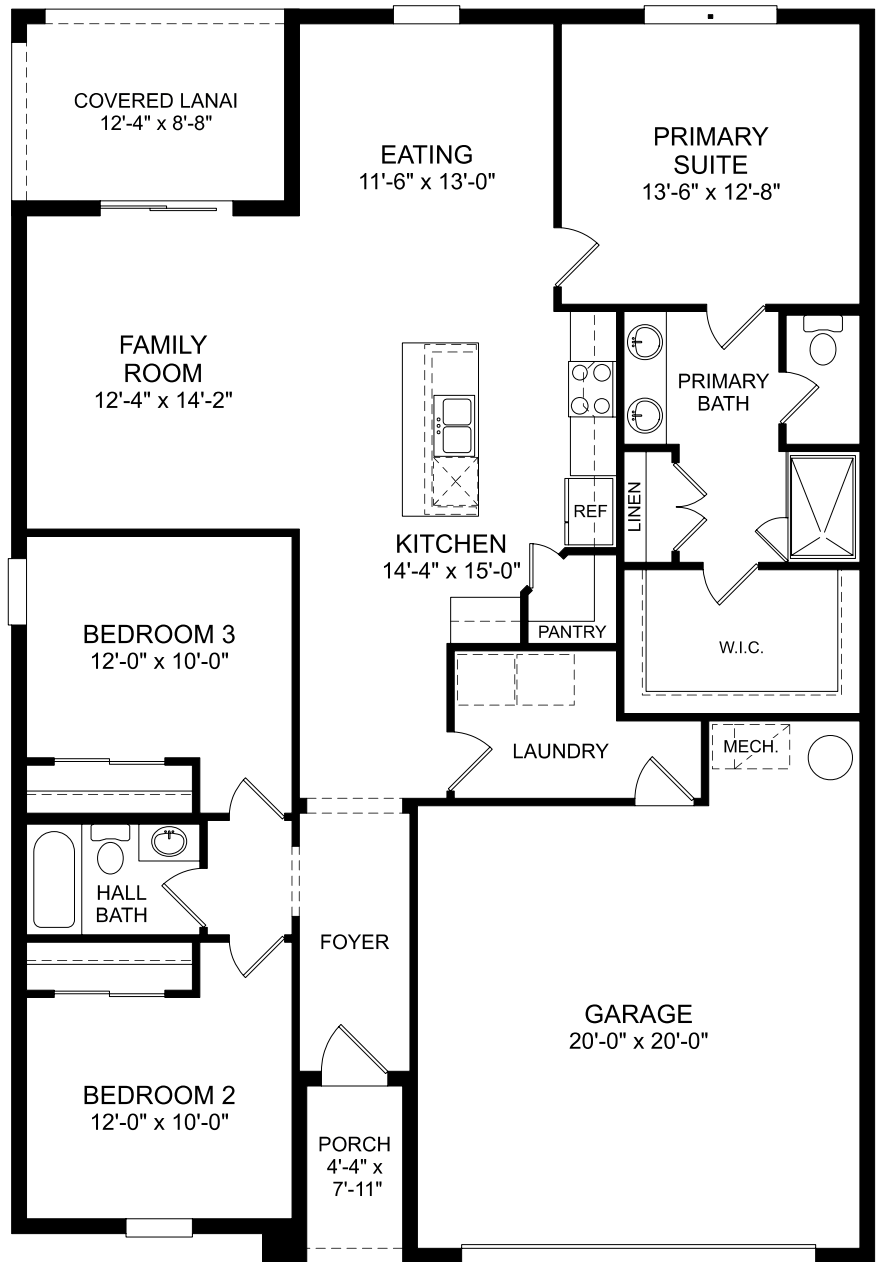 COVERED LANAI
12'-4" x 8'-8"
EATING
11'-6" x 13'-0"
PRIMARY
SUITE
13'-6" x 12'-8"
FAMILY
ROOM
12'-4" x 14'-2"
PRIMARY
BATH
LINEN
REF
KITCHEN
14'-4" x 15'-0"
PANTRY
W.I.C.
BEDROOM 3
12'-0" x 10'-0"
LAUNDRY
MECH.
HALL
BATH
FOYER
GARAGE
20'-0" x 20'-0"
BEDROOM 2
12'-0" x 10'-0"
PORCH
4'-4" x
7'-11"